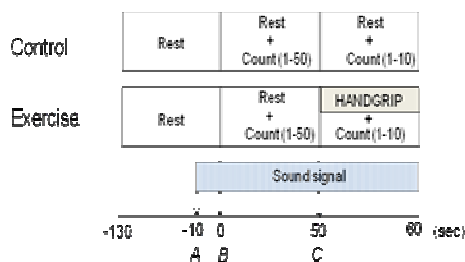 Control
Rest
Rest
+
Count(1-50)
Rest
+
Count(1-10)
Exercise
Rest
Rest
+
Count(1-50)
HANDGRIP
+
Count(1-10)
Sound signal
-130 -10 0 50 60 (sec)
A B C